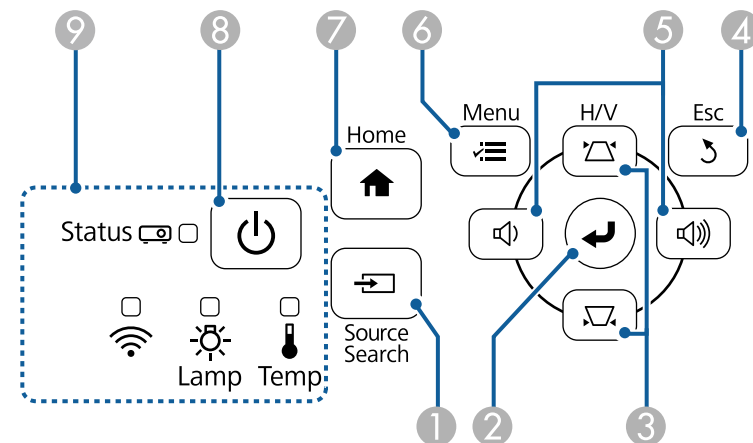 9 8 7 6 5 4
Menu H/V Esc
Home
Status
Source
Search
Lamp Temp
1 2 3